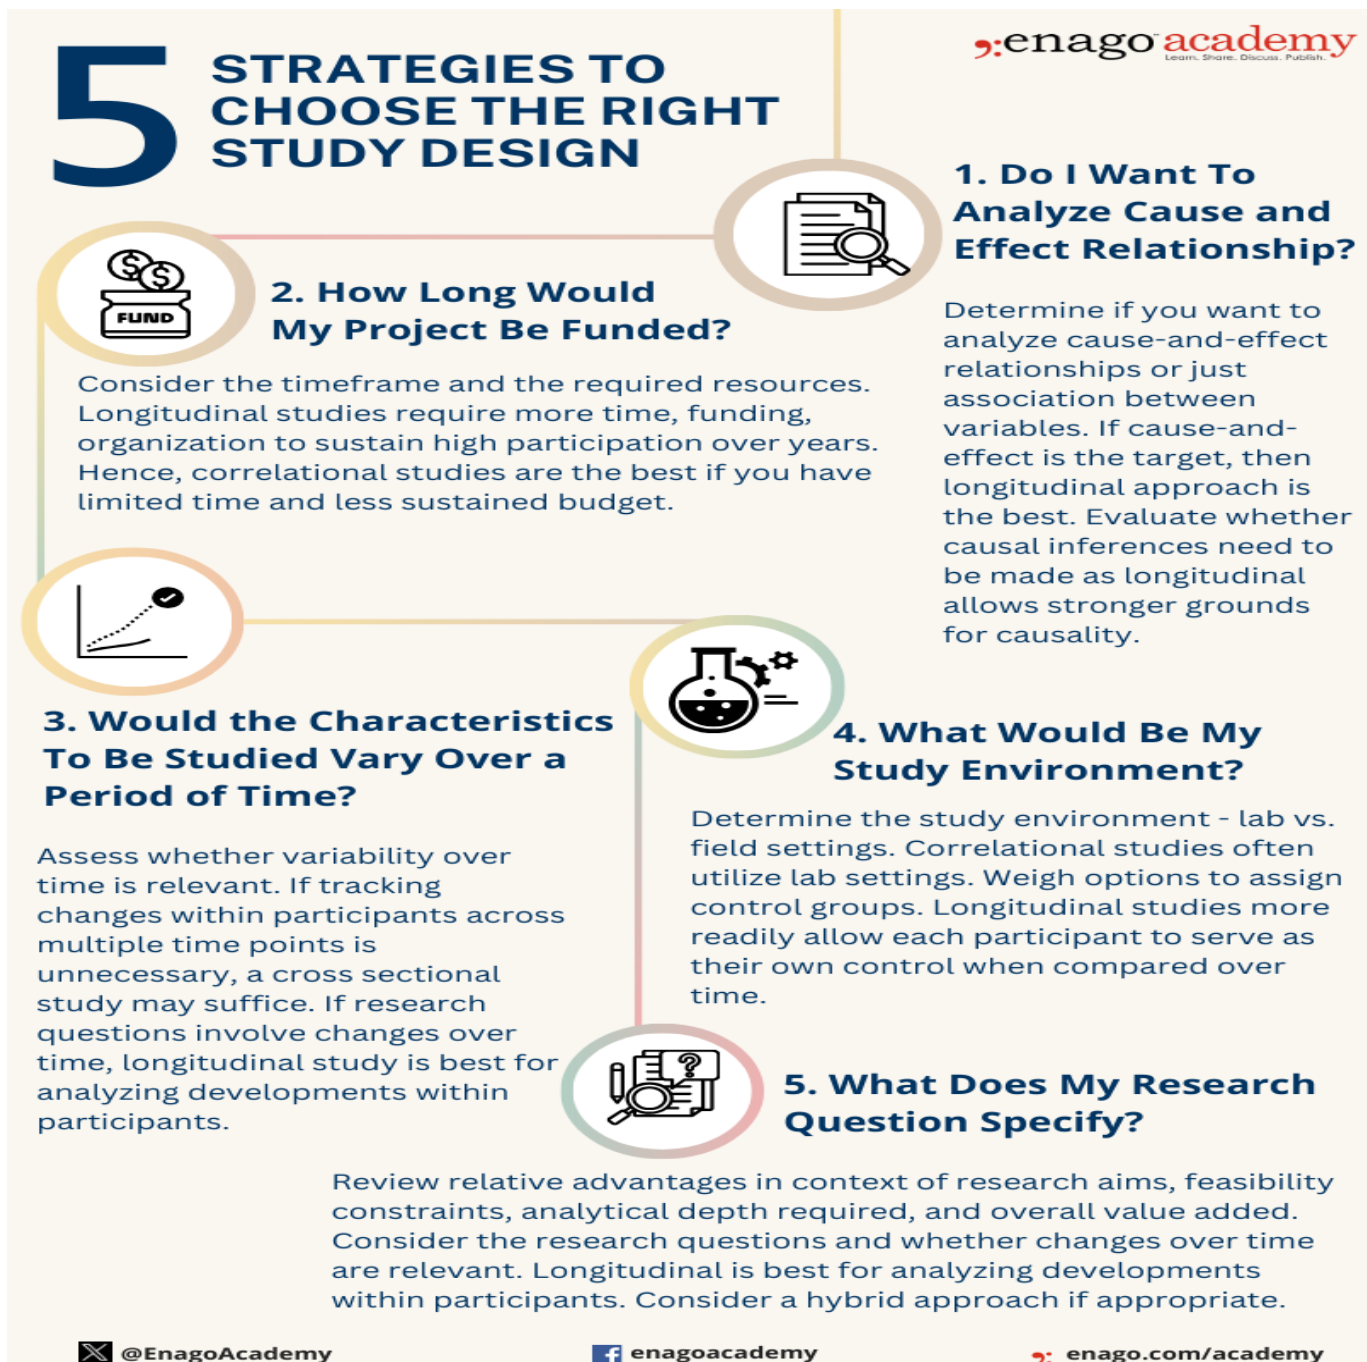 5
STRATEGIES TO
CHOOSE THE RIGHT
STUDY DESIGN
enago academy
Learn. Share. Discuss. Publish.
1. Do I Want To
Analyze Cause and
Effect Relationship?
Determine if you want to
analyze cause-and-effect
relationships or just
association between
variables. If cause-and-
effect is the target, then
longitudinal approach is
the best. Evaluate whether
causal inferences need to
be made as longitudinal
allows stronger grounds
for causality.
FUND
2. How Long Would
My Project Be Funded?
Consider the timeframe and the required resources.
Longitudinal studies require more time, funding,
organization to sustain high participation over years.
Hence, correlational studies are the best if you have
limited time and less sustained budget.
3. Would the Characteristics
To Be Studied Vary Over a
Period of Time?
Assess whether variability over
time is relevant. If tracking
changes within participants across
multiple time points is
unnecessary, a cross sectional
study may suffice. If research
questions involve changes over
time, longitudinal study is best for
analyzing developments within
participants.
4. What Would Be My
Study Environment?
Determine the study environment - lab vs.
field settings. Correlational studies often
utilize lab settings. Weigh options to assign
control groups. Longitudinal studies more
readily allow each participant to serve as
their own control when compared over
time.
5. What Does My Research
Question Specify?
Review relative advantages in context of research aims, feasibility
constraints, analytical depth required, and overall value added.
Consider the research questions and whether changes over time
are relevant. Longitudinal is best for analyzing developments
within participants. Consider a hybrid approach if appropriate.
@EnagoAcademy
enagoacademy
enago.com/academy